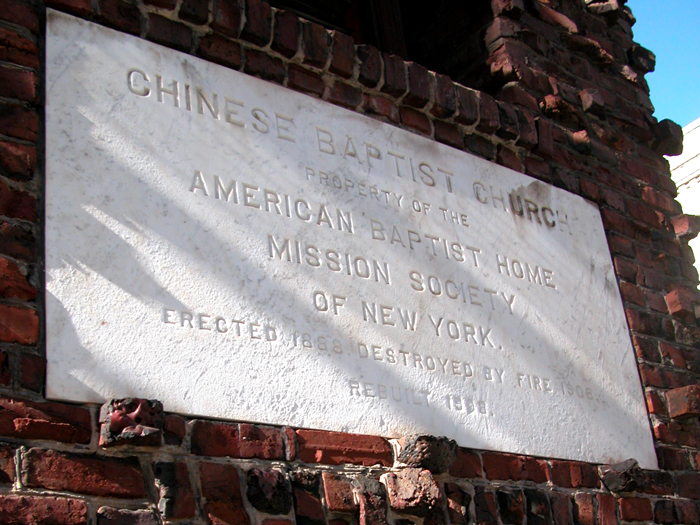 CHINESE BAPTIST CHURCH
PROPERTY OF THE
AMERICAN BAPTIST HOME
MISSION SOCIETY
OF NEW YORK.
ERECTED 1888 DESTROYED BY FIRE 1906.
REBUILT 1908.